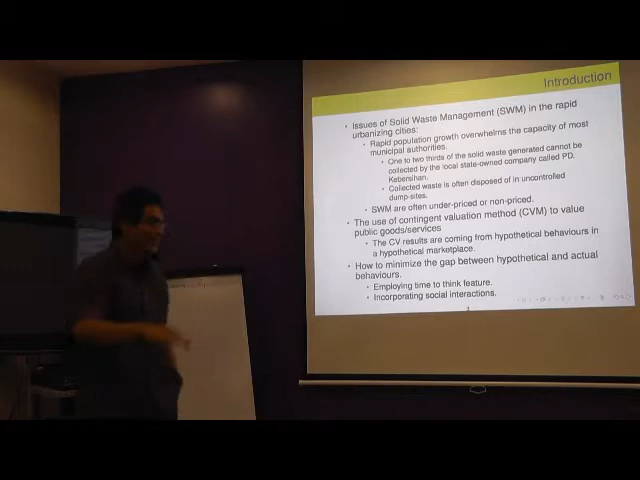 Introduction
Issues of Solid Waste Management (SWM) in the rapid
urbanizing cities:
Rapid population growth overwhelms the capacity of most
municipal authorities.
One to two thirds of the solid waste generated cannot be
collected by the local state-owned company called PD.
Kebersihan.
Collected waste is often disposed of in uncontrolled
dump-sites.
SWM are often under-priced or non-priced.
The use of contingent valuation method (CVM) to value
public goods/services
The CV results are coming from hypothetical behaviours in
a hypothetical marketplace.
How to minimize the gap between hypothetical and actual
behaviours.
Employing time to think feature.
Incorporating social interactions.